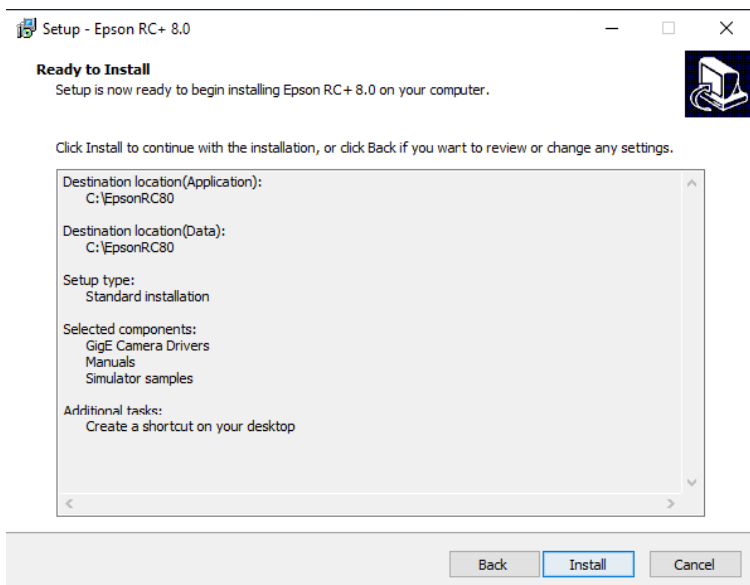 Setup - Epson RC+ 8.0
Ready to Install
Setup is now ready to begin installing Epson RC+ 8.0 on your computer.
Click Install to continue with the installation, or click Back if you want to review or change any settings.
Destination location(Application):
C:\EpsonRC80
Destination location(Data):
C:\EpsonRC80
Setup type:
Standard installation
Selected components:
GigE Camera Drivers
Manuals
Simulator samples
Additional tasks:
Create a shortcut on your desktop
Back Install Cancel